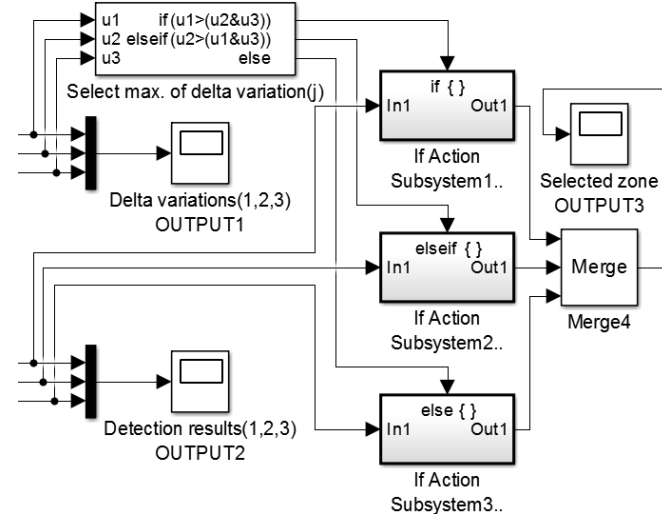 u1 if(u1>(u2&u3))
u2 elseif(u2>(u1&u3))
u3 else
Select max. of delta variation(j)
Delta variations(1,2,3)
OUTPUT1
if { }
In1 Out1
If Action
Subsystem1..
Selected zone
OUTPUT3
elseif { }
In1 Out1
If Action
Subsystem2..
Merge
Merge4
Detection results(1,2,3)
OUTPUT2
else { }
In1 Out1
If Action
Subsystem3..